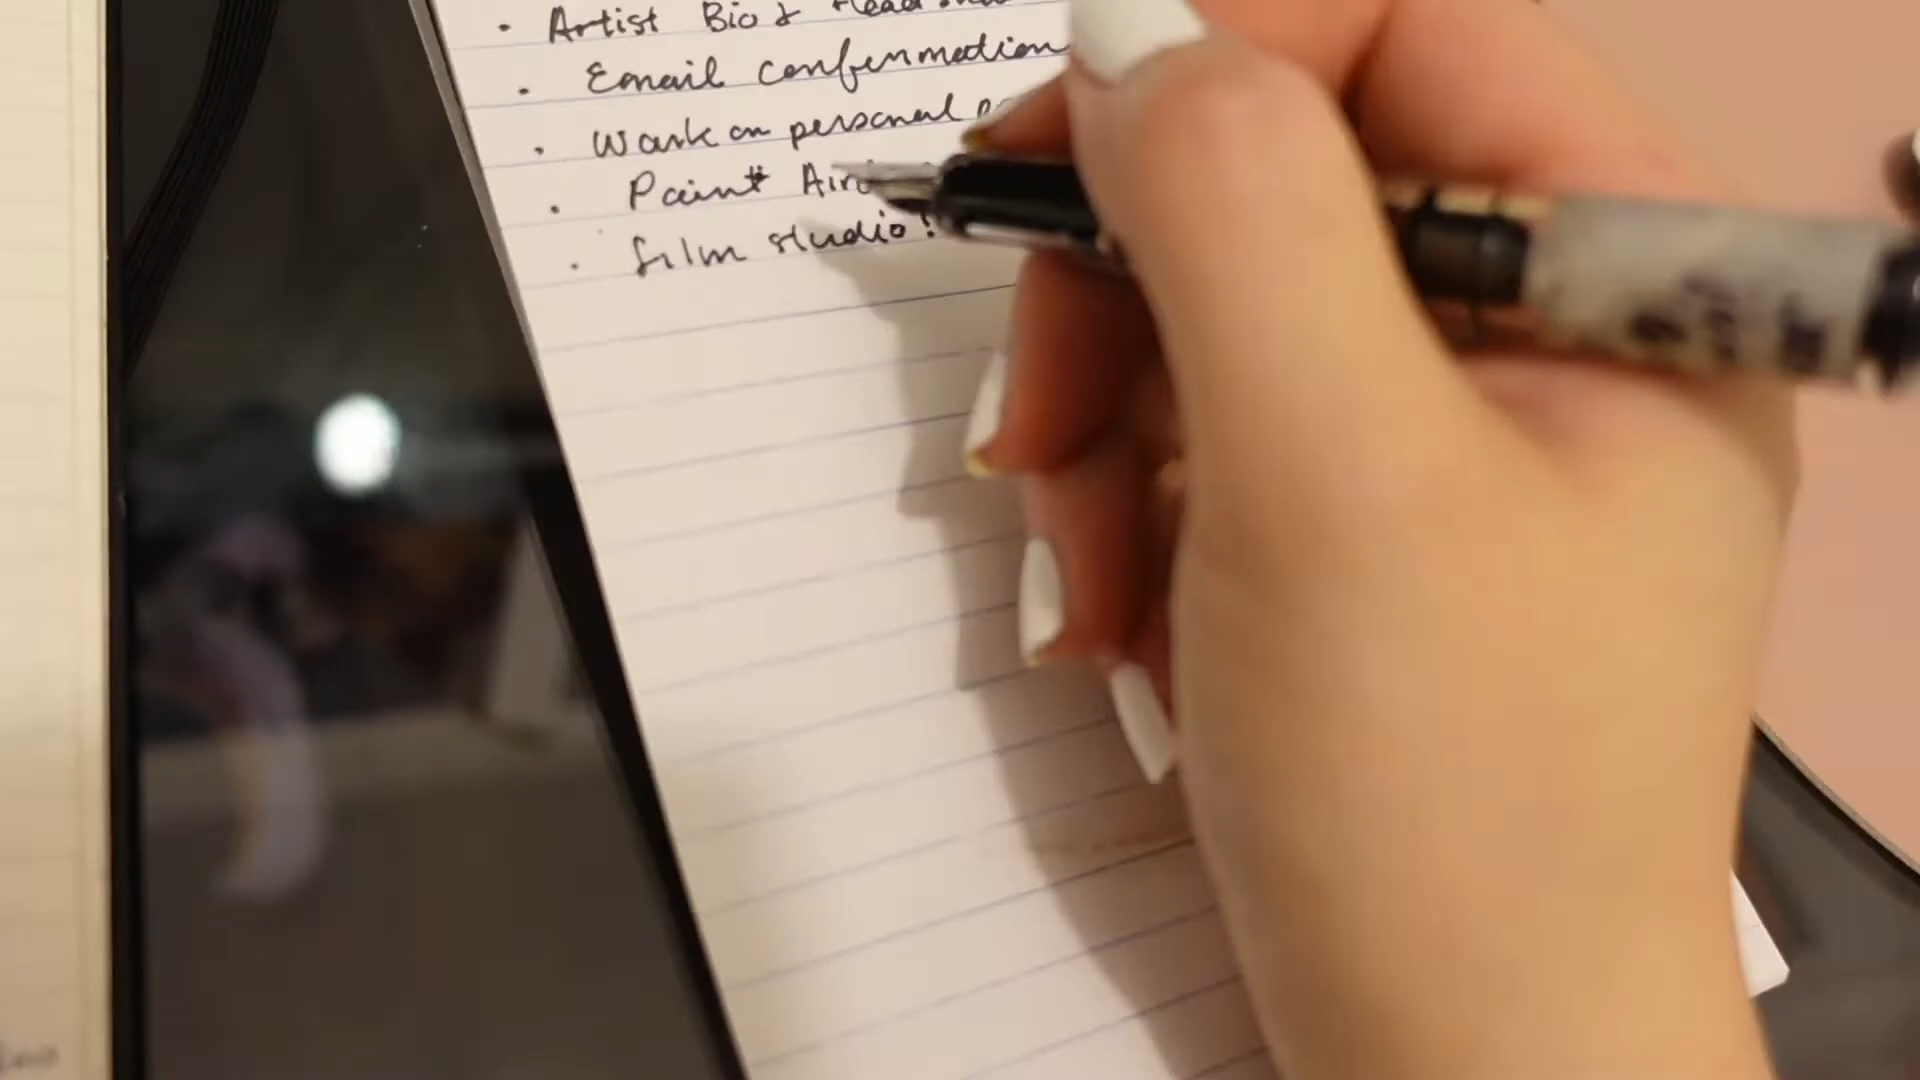 • Artist Bio &
• Email confirmation
• Work on personal
• Paint
• film studio!